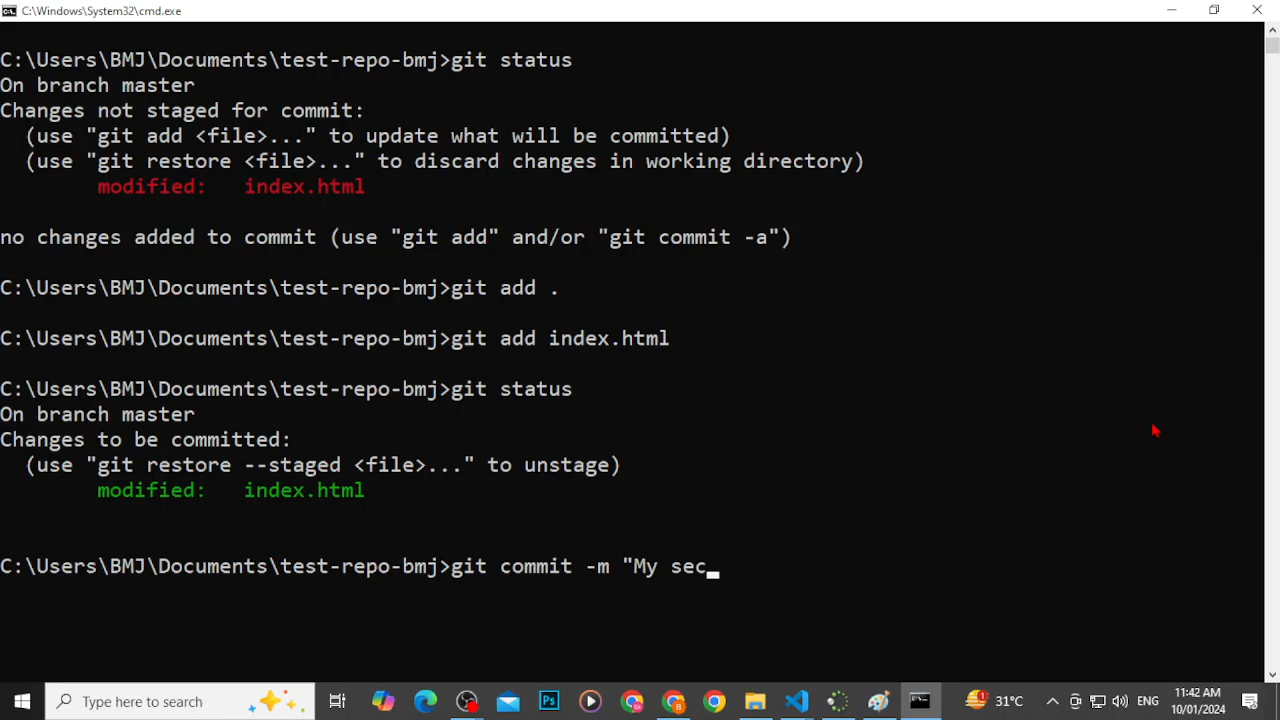 C:\Windows\System32\cmd.exe
C:\Users\BMJ\Documents\test-repo-bmj>git status
On branch master
Changes not staged for commit:
  (use "git add <file>..." to update what will be committed)
  (use "git restore <file>..." to discard changes in working directory)
        modified:   index.html
no changes added to commit (use "git add" and/or "git commit -a")
C:\Users\BMJ\Documents\test-repo-bmj>git add .
C:\Users\BMJ\Documents\test-repo-bmj>git add index.html
C:\Users\BMJ\Documents\test-repo-bmj>git status
On branch master
Changes to be committed:
  (use "git restore --staged <file>..." to unstage)
        modified:   index.html
C:\Users\BMJ\Documents\test-repo-bmj>git commit -m "My sec_
Type here to search
Ps
1
31°C
ENG
11:42 AM
10/01/2024